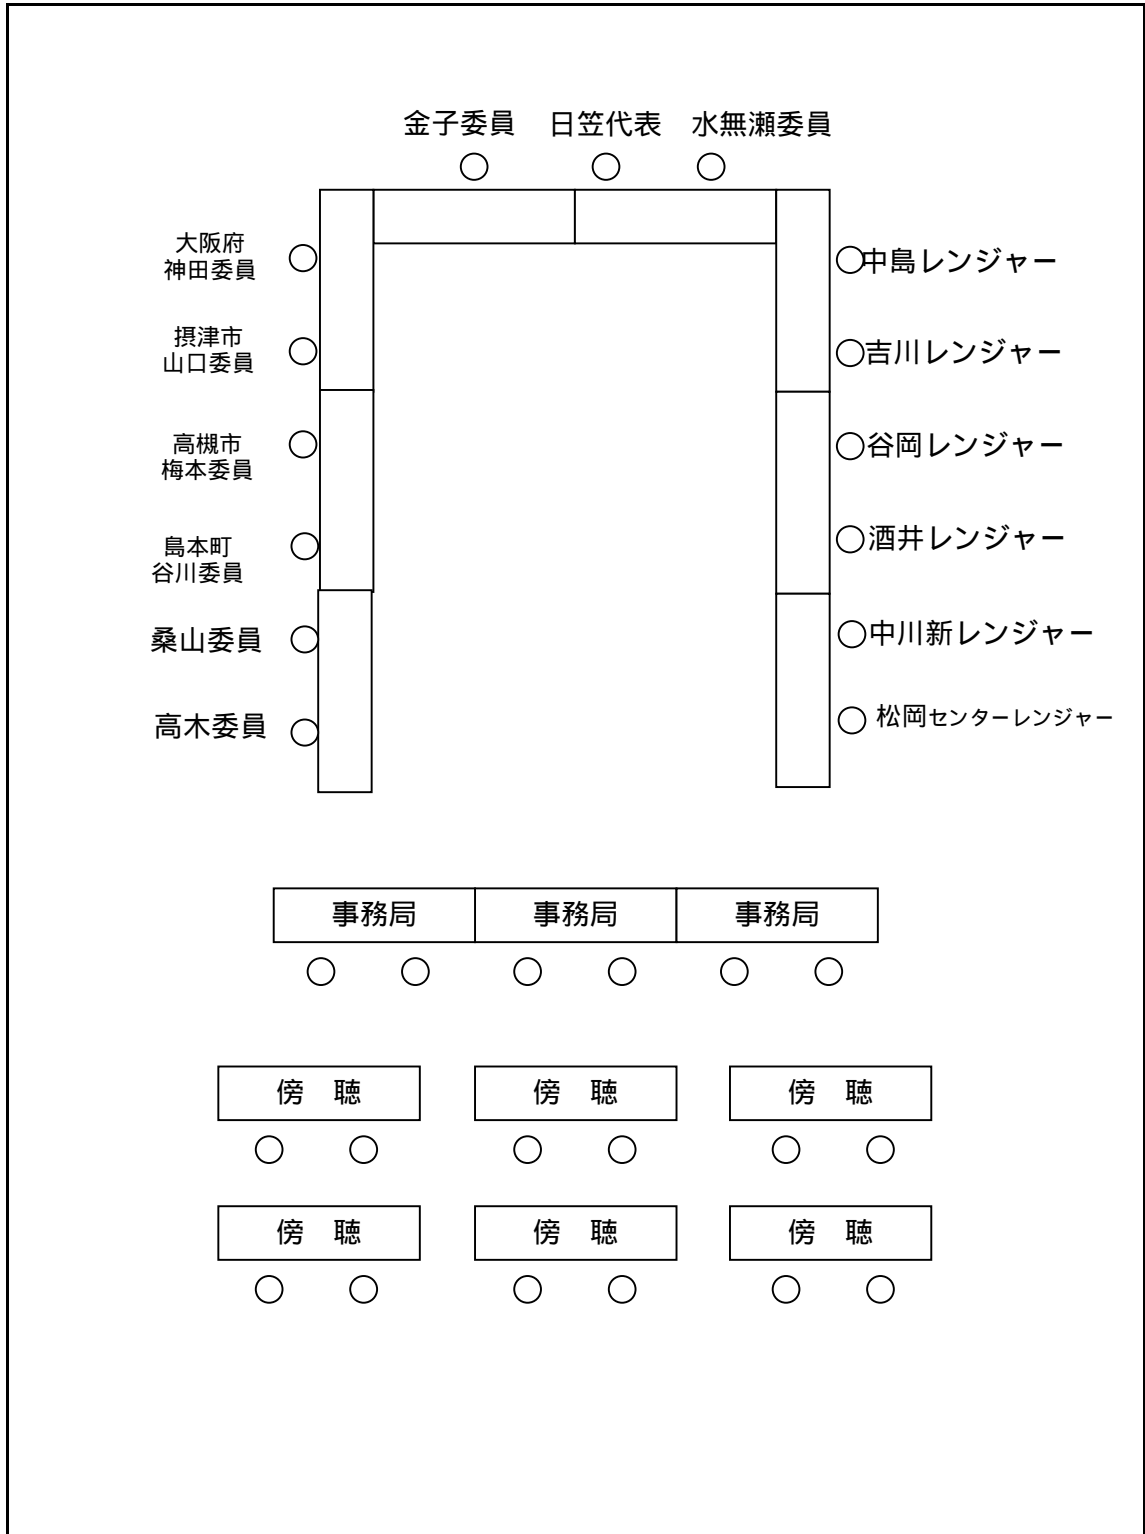 金子委員 日笠代表 水無瀬委員
大阪府
神田委員
中島レンジャー
摂津市
山口委員
吉川レンジャー
高槻市
梅本委員
谷岡レンジャー
島本町
谷川委員
酒井レンジャー
桑山委員
中川新レンジャー
高木委員
松岡センターレンジャー
事務局 事務局 事務局
傍　聴 傍　聴 傍　聴
傍　聴 傍　聴 傍　聴